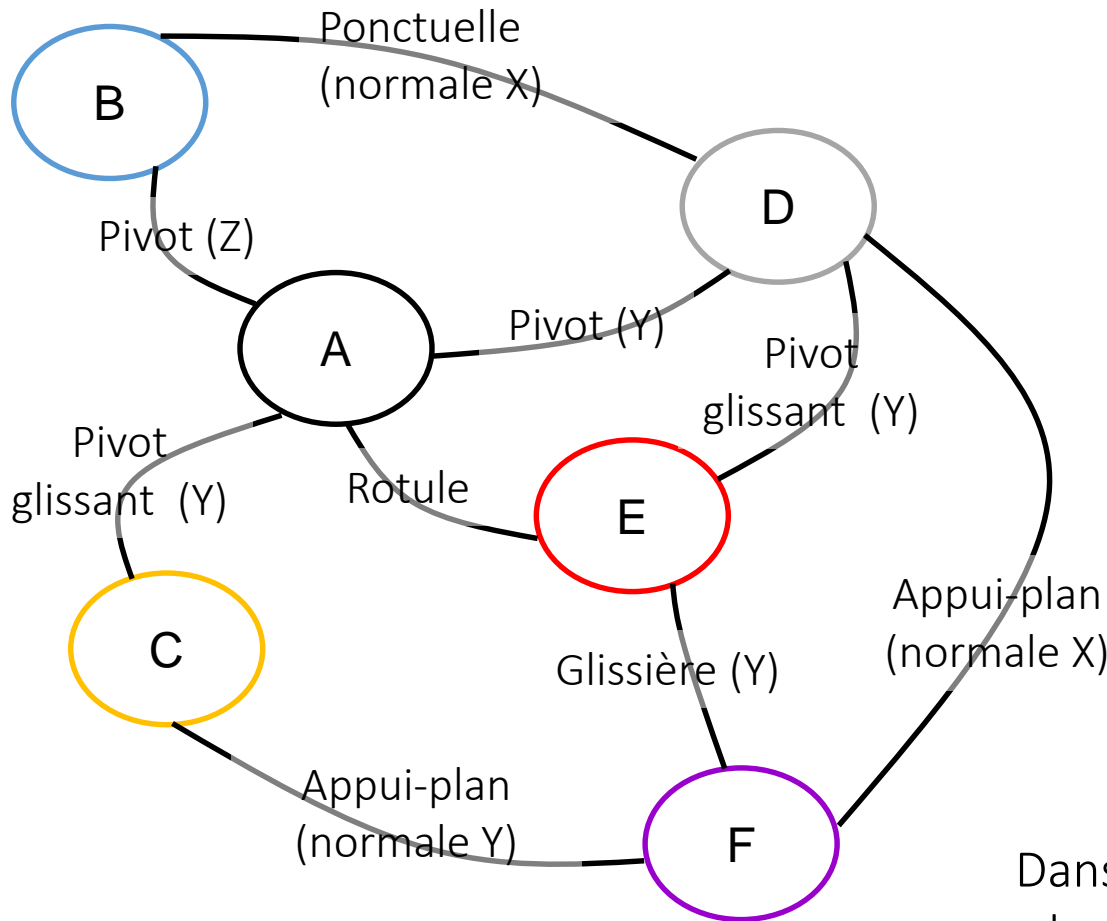 Ponctuelle
(normale X)
B
D
Pivot (Z)
A
Pivot (Y)
Pivot
glissant (Y)
Pivot
glissant (Y)
Rotule
E
C
Glissière (Y)
Appui-plan
(normale X)
Appui-plan
(normale Y)
F
Dans